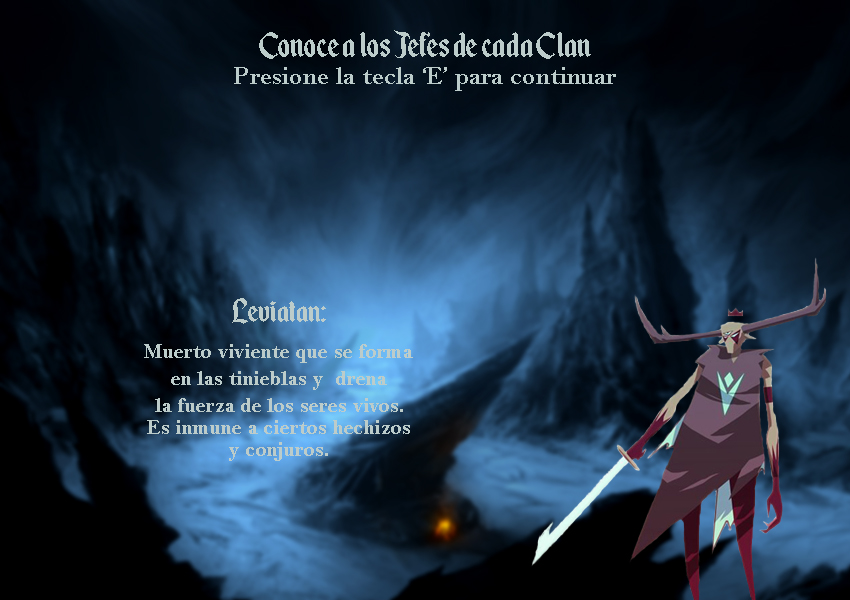 Conoce a los Jefes de cada Clan
Presione la tecla 'E' para continuar
Leviatan:
Muerto viviente que se forma
en las tinieblas y drena
la fuerza de los seres vivos.
Es inmune a ciertos hechizos
y conjuros.